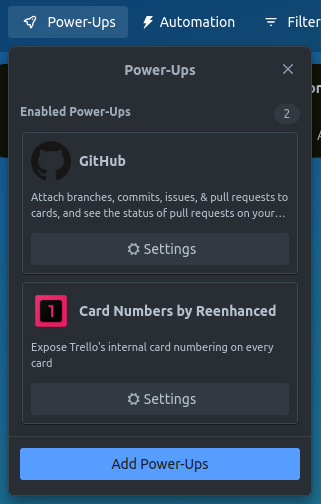 Power-Ups Automation Filter
Power-Ups
Enabled Power-Ups 2
GitHub
Attach branches, commits, issues, & pull requests to
cards, and see the status of pull requests on your…
Settings
1 Card Numbers by Reenhanced
Expose Trello's internal card numbering on every
card
Settings
Add Power-Ups